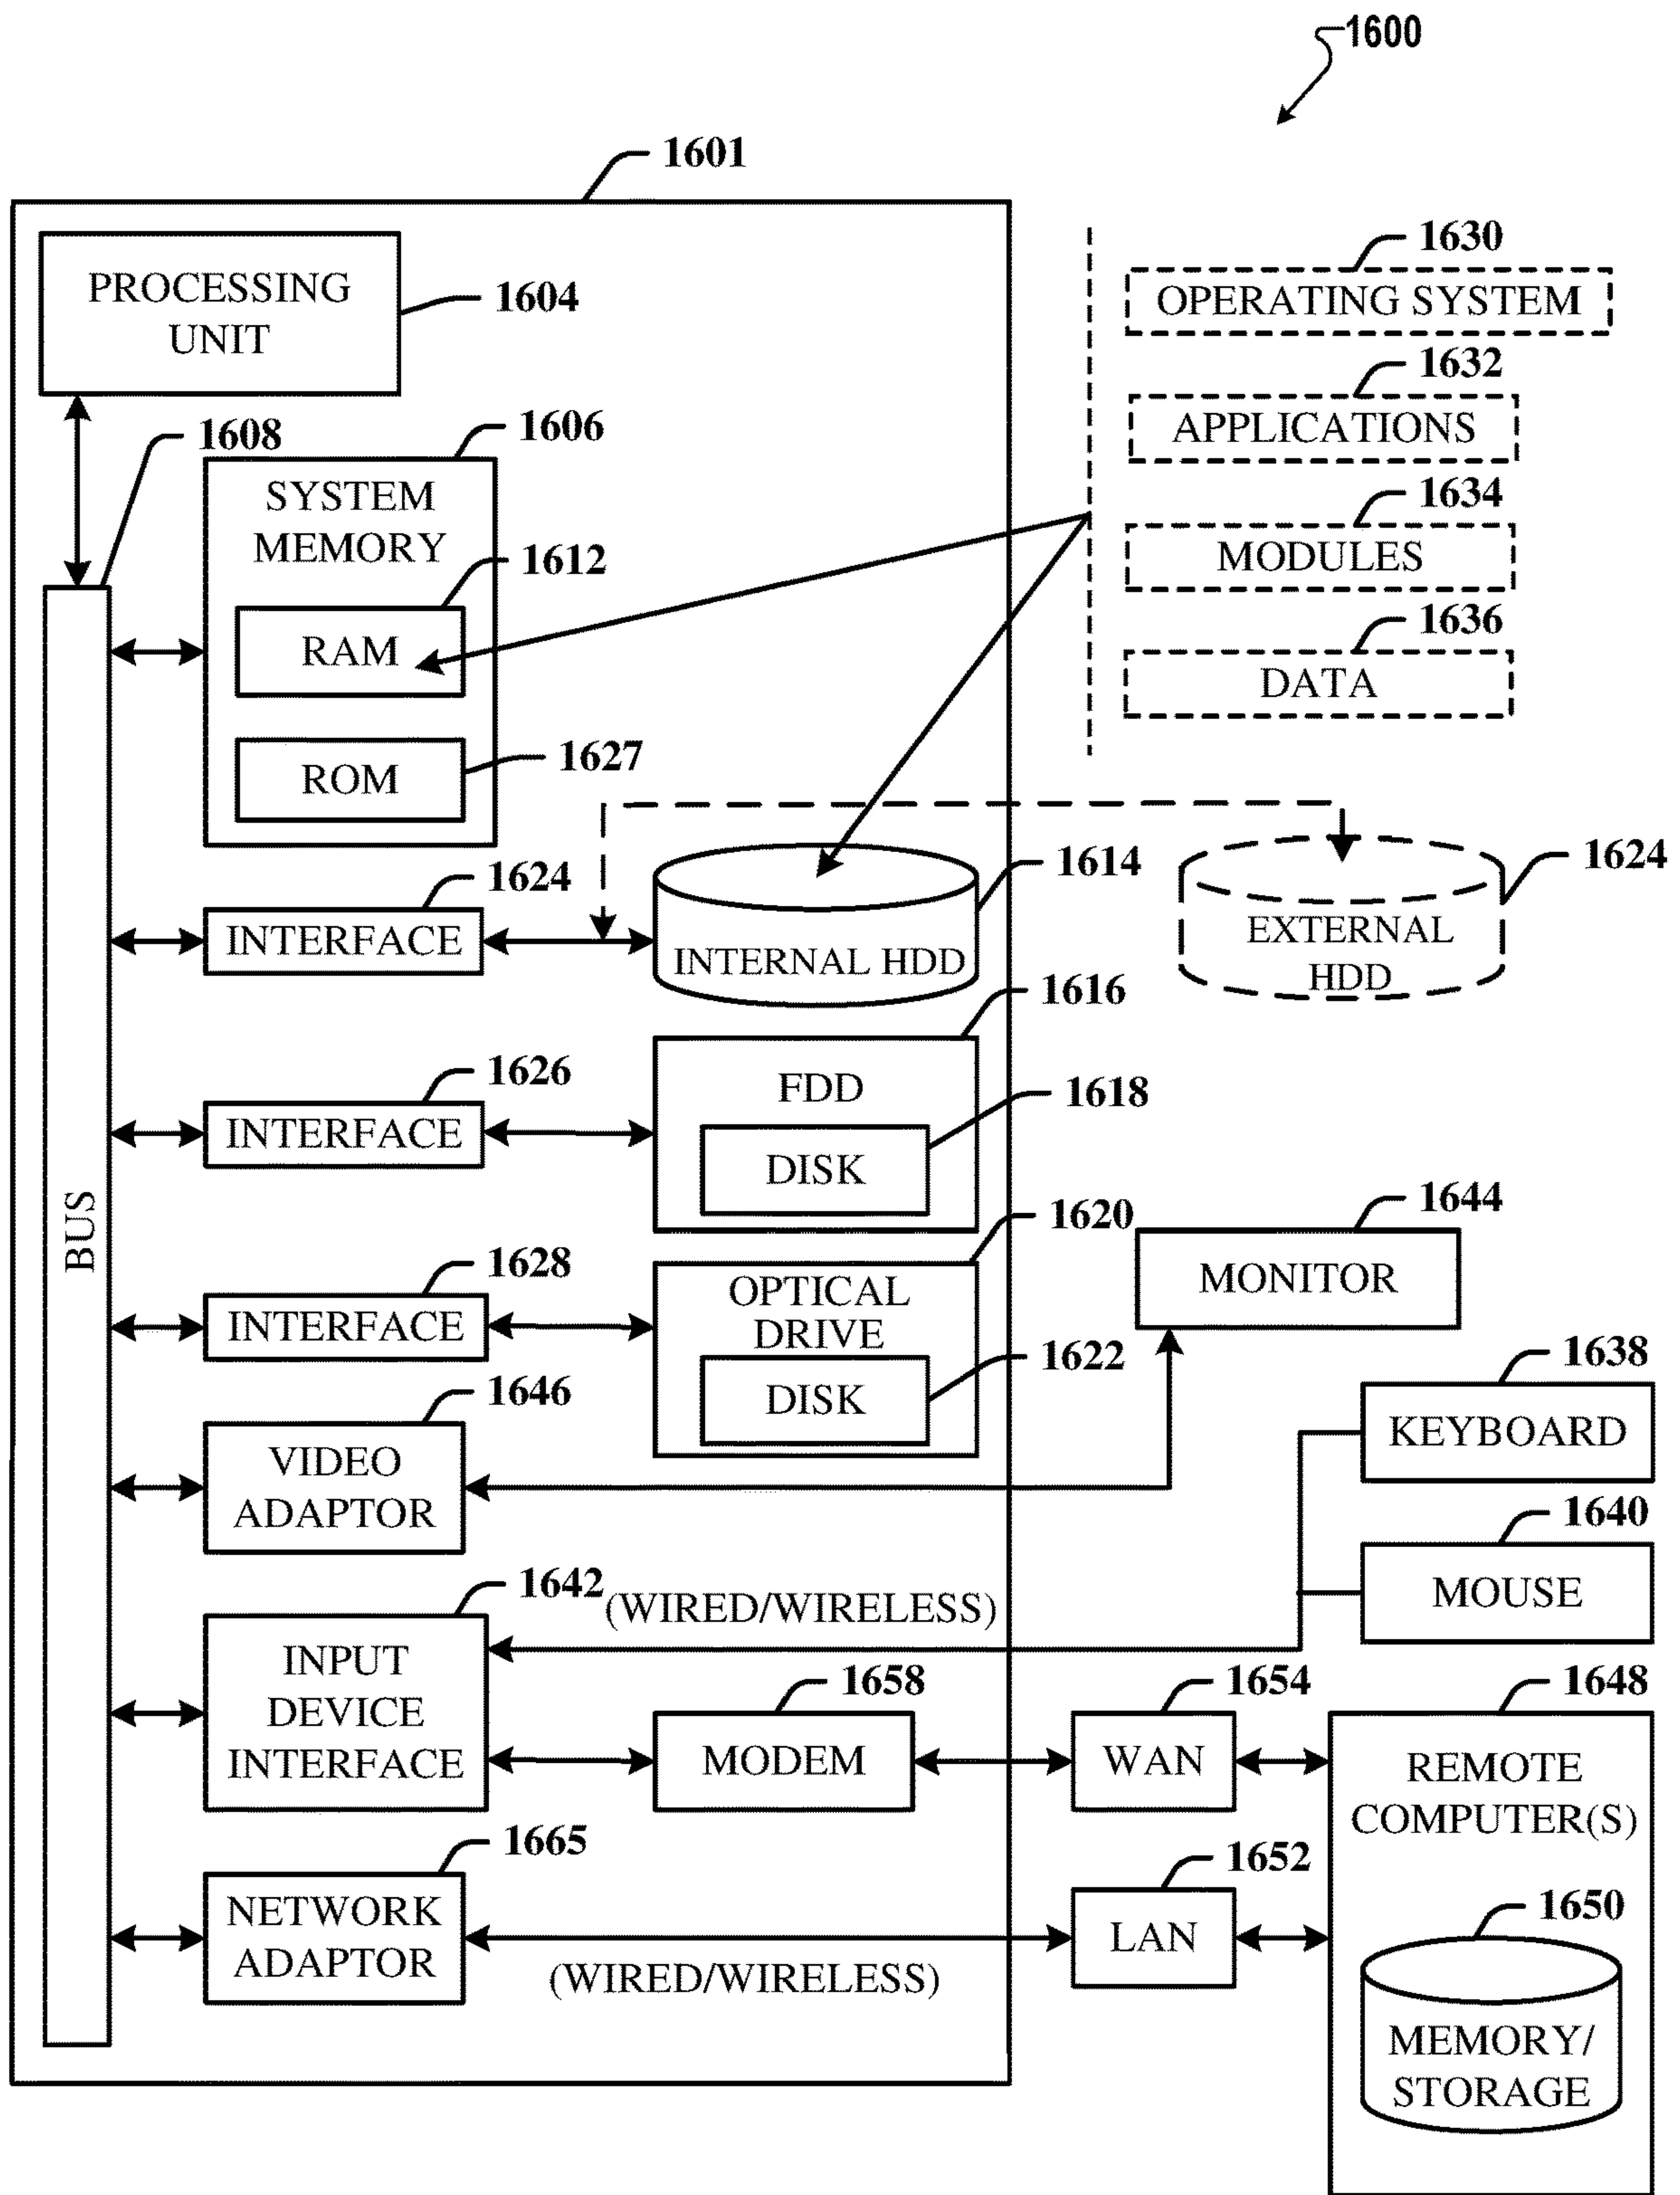 1600
1601
PROCESSING
UNIT
1604
1630
OPERATING SYSTEM
1632
APPLICATIONS
1634
MODULES
1636
DATA
1608
1606
SYSTEM
MEMORY
1612
RAM
1627
ROM
BUS
1624
INTERFACE
1614
INTERNAL HDD
1624
EXTERNAL
HDD
1616
FDD
1626
INTERFACE
1618
DISK
1620
OPTICAL
DRIVE
1628
INTERFACE
1622
DISK
1644
MONITOR
1646
VIDEO
ADAPTOR
1638
KEYBOARD
1640
MOUSE
1642
(WIRED/WIRELESS)
INPUT
DEVICE
INTERFACE
1658
MODEM
1654
WAN
1648
REMOTE
COMPUTER(S)
1665
NETWORK
ADAPTOR
(WIRED/WIRELESS)
1652
LAN
1650
MEMORY/
STORAGE